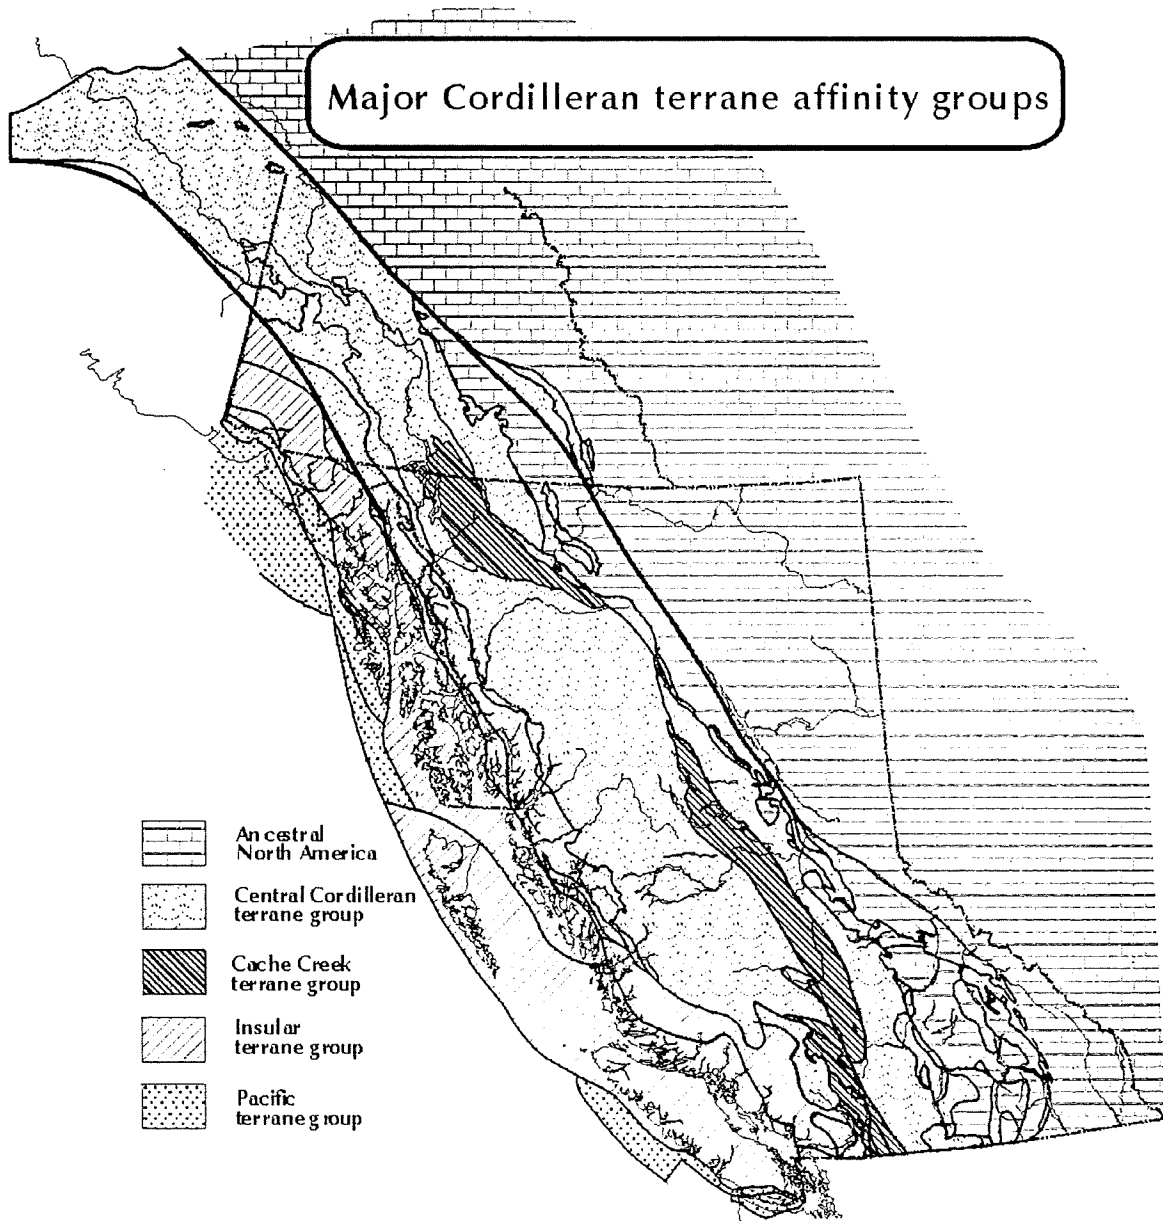 Major Cordilleran terrane affinity groups
Ancestral
North America
Central Cordilleran
terrane group
Cache Creek
terrane group
Insular
terrane group
Pacific
terrane group